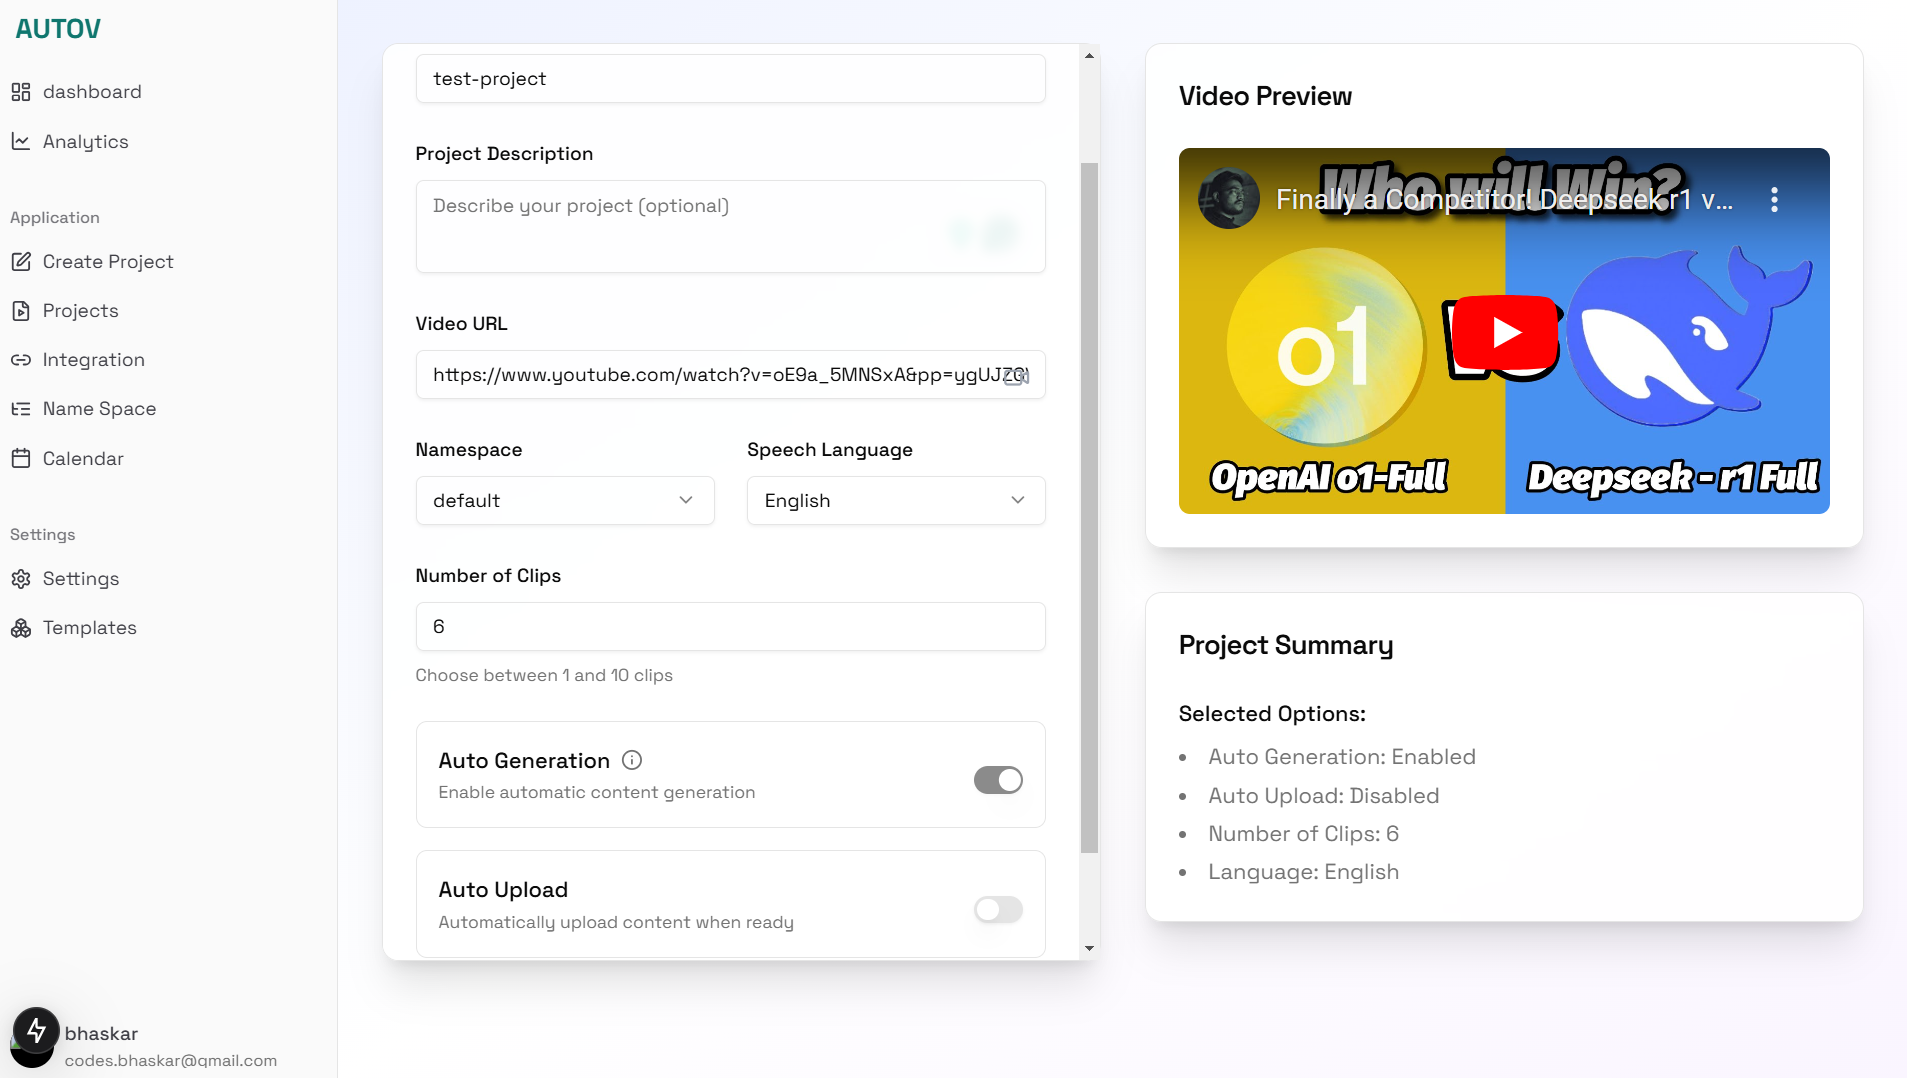 AUTOV
dashboard
Analytics
Application
Create Project
Projects
Integration
Name Space
Calendar
Settings
Settings
Templates
bhaskar
codes.bhaskar@gmail.com
test-project
Project Description
Describe your project (optional)
Video URL
https://www.youtube.com/watch?v=oE9a_5MNSxA&pp=ygUJZG
Namespace
Speech Language
default
English
Number of Clips
6
Choose between 1 and 10 clips
Auto Generation
Enable automatic content generation
Auto Upload
Automatically upload content when ready
Video Preview
Who will Win?
Finally a Competitor! Deepseek r1 v...
o1
OpenAI o1-Full
Deepseek - r1 Full
Project Summary
Selected Options:
• Auto Generation: Enabled
• Auto Upload: Disabled
• Number of Clips: 6
• Language: English